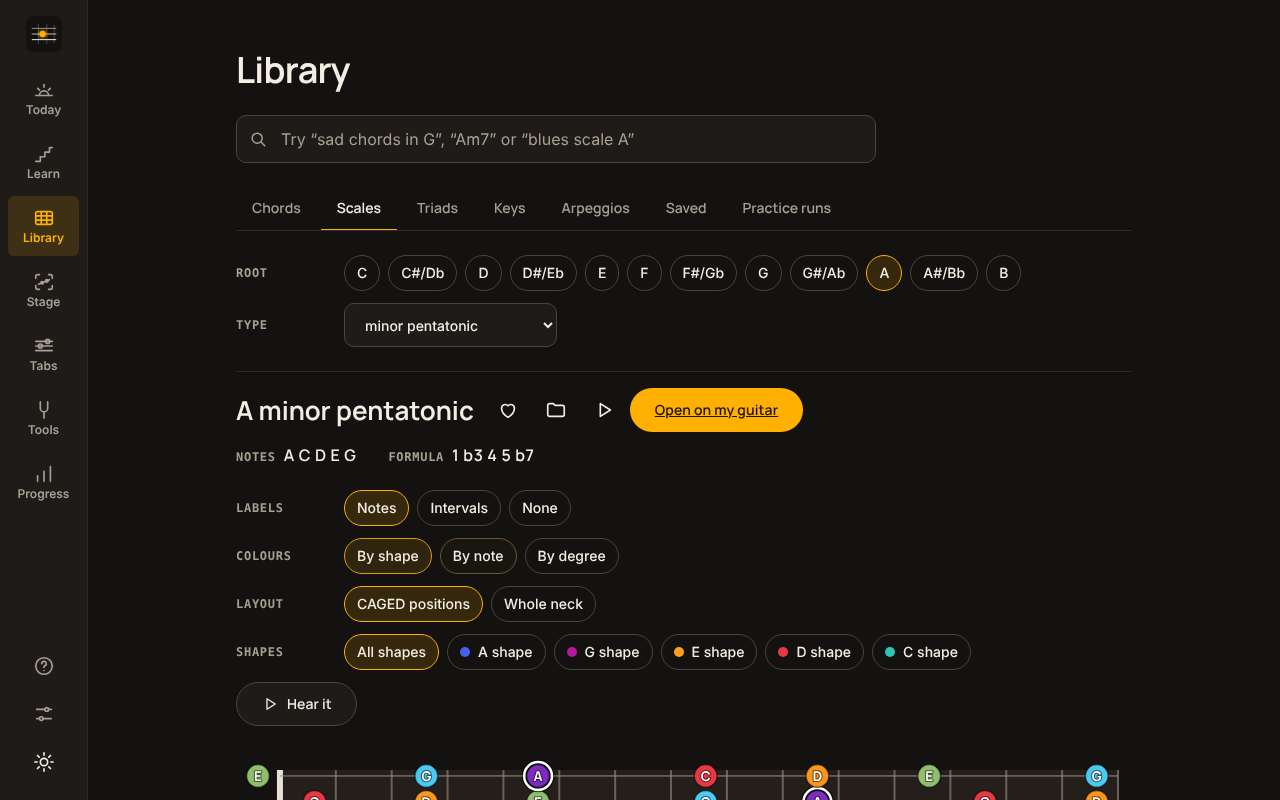 Library
Try “sad chords in G”, “Am7” or “blues scale A”
Today
Learn
Library
Stage
Tabs
Tools
Progress
Chords Scales Triads Keys Arpeggios Saved Practice runs
ROOT C C#/Db D D#/Eb E F F#/Gb G G#/Ab A A#/Bb B
TYPE minor pentatonic
A minor pentatonic Open on my guitar
NOTES A C D E G FORMULA 1 b3 4 5 b7
LABELS Notes Intervals None
COLOURS By shape By note By degree
LAYOUT CAGED positions Whole neck
SHAPES All shapes A shape G shape E shape D shape C shape
Hear it
E G A C D E G